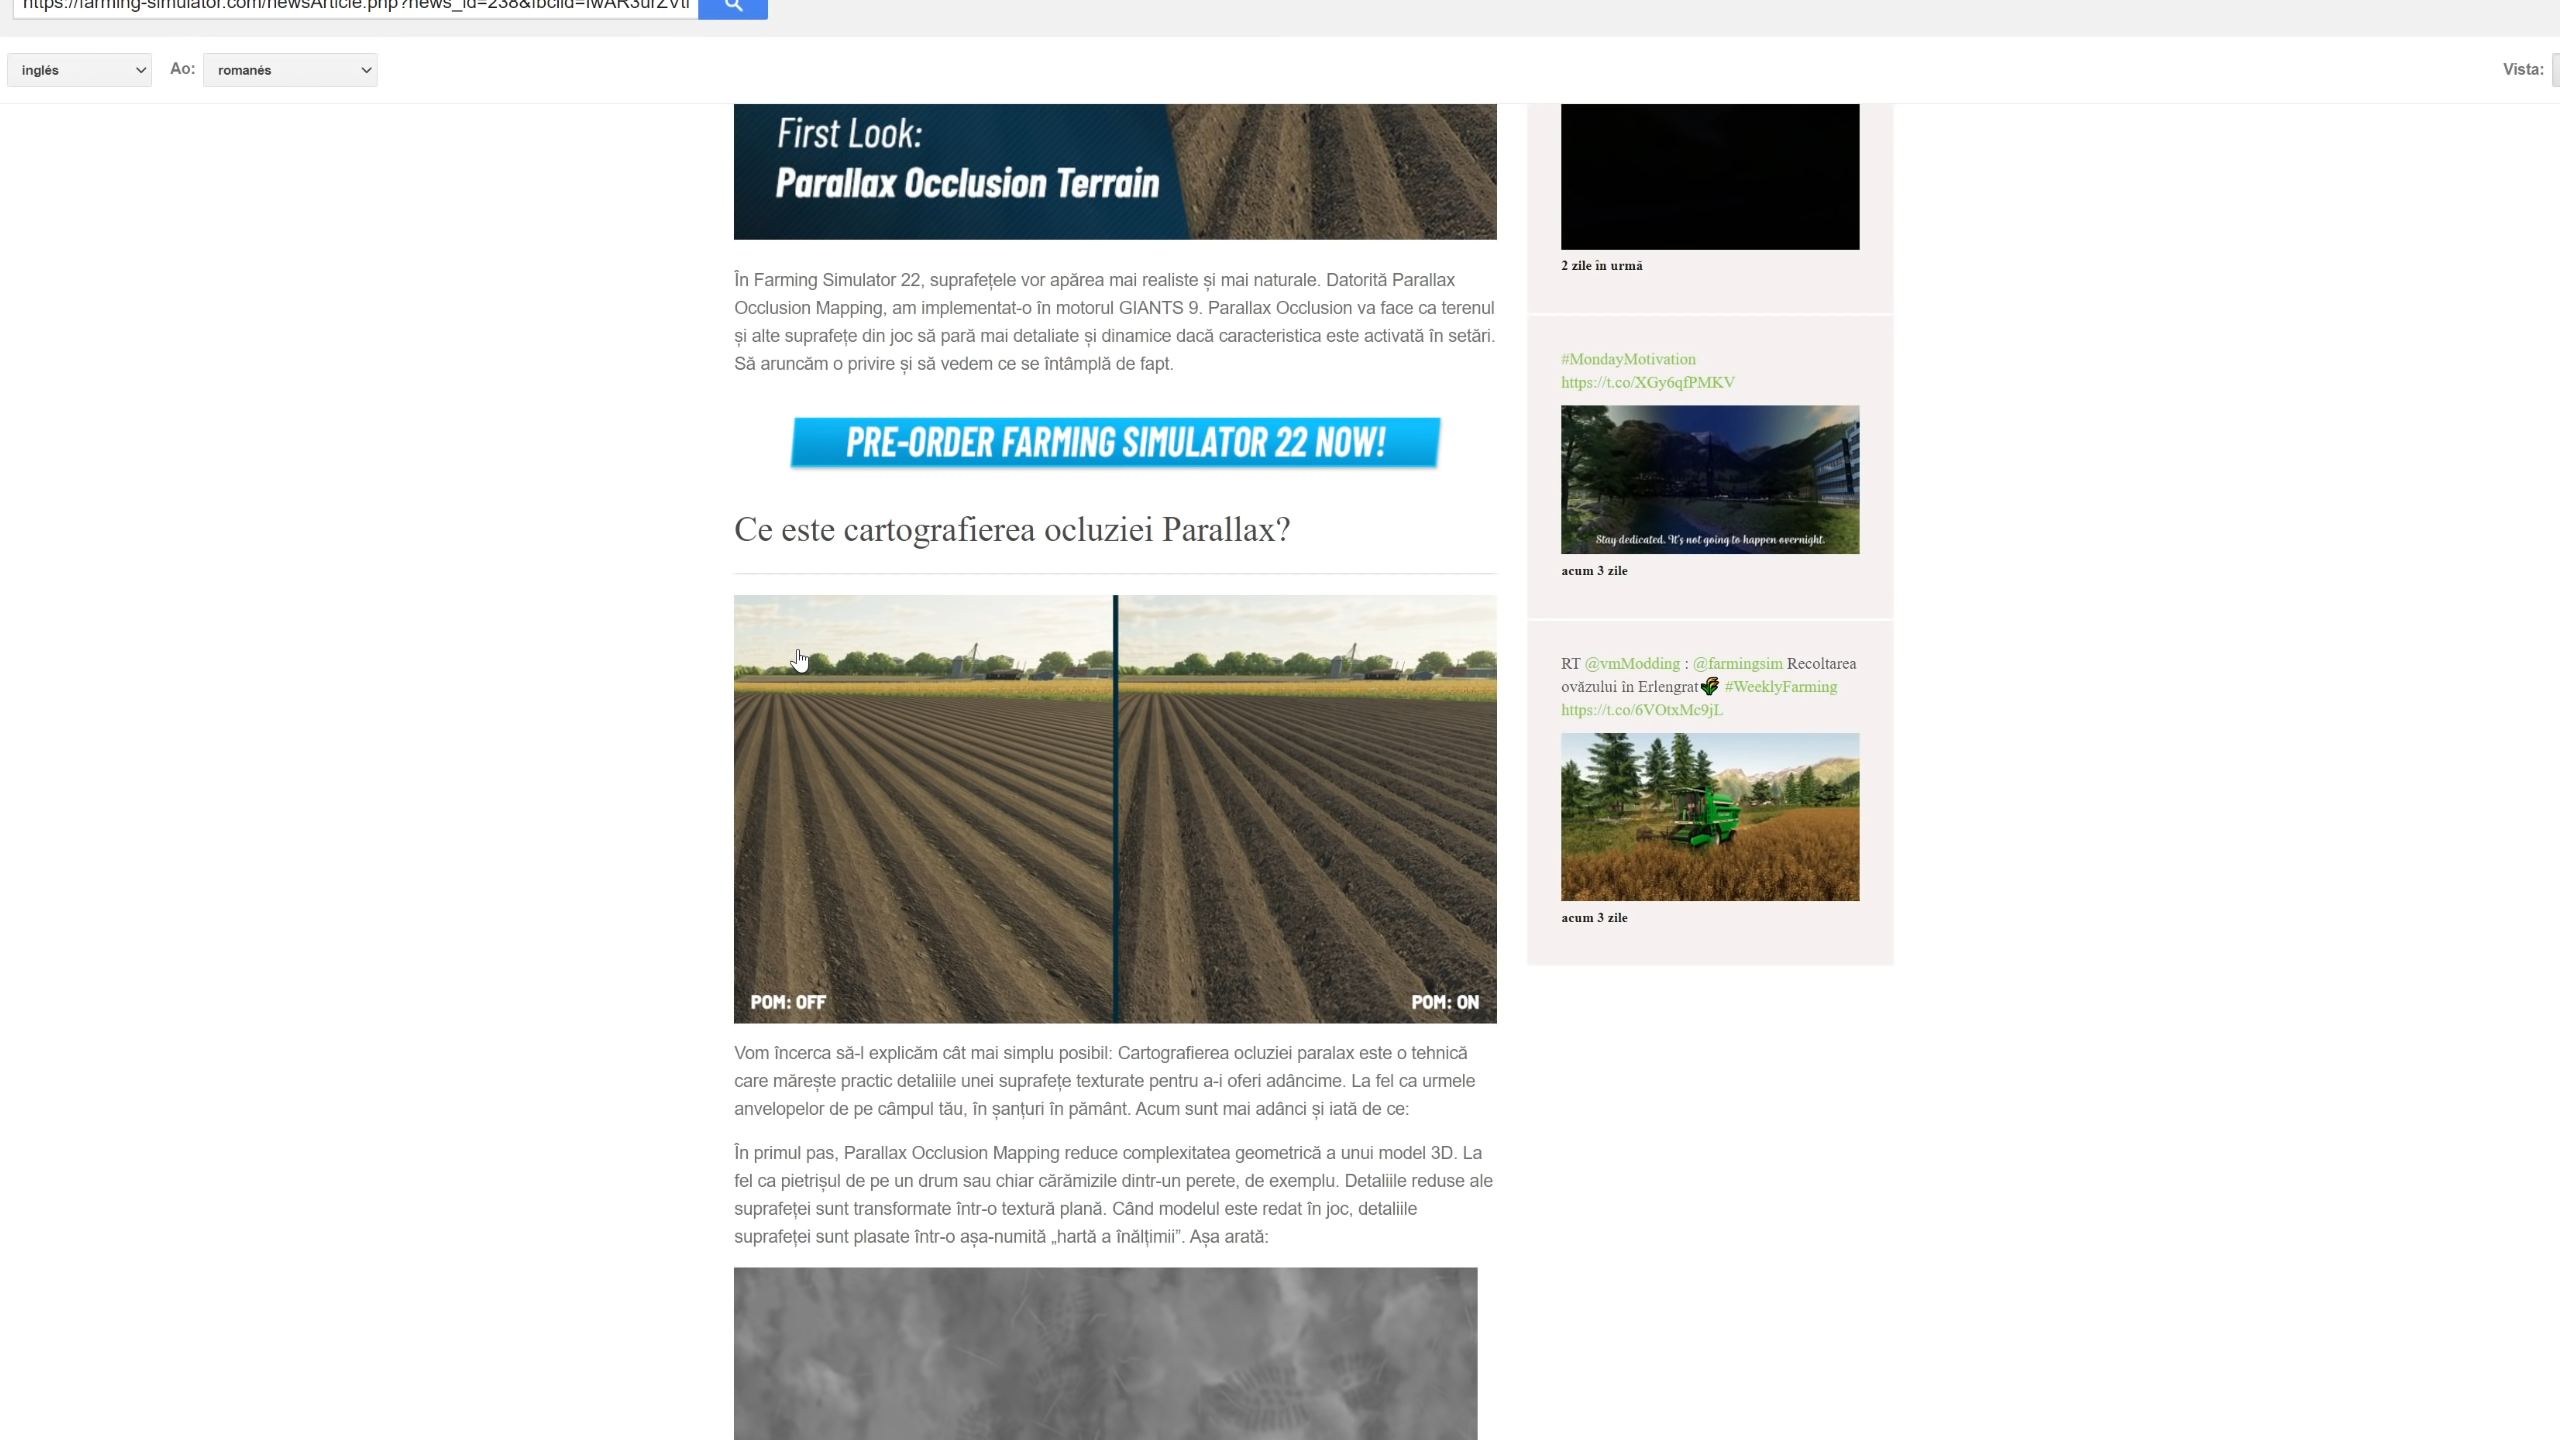 inglés
Ao:
romanés
Vista:
First Look:
Parallax Occlusion Terrain
În Farming Simulator 22, suprafețele vor apărea mai realiste și mai naturale. Datorită Parallax
Occlusion Mapping, am implementat-o în motorul GIANTS 9. Parallax Occlusion va face ca terenul
și alte suprafețe din joc să pară mai detaliate și dinamice dacă caracteristica este activată în setări.
Să aruncăm o privire și să vedem ce se întâmplă de fapt.
PRE-ORDER FARMING SIMULATOR 22 NOW!
Ce este cartografierea ocluziei Parallax?
POM: OFF
POM: ON
Vom încerca să-l explicăm cât mai simplu posibil: Cartografierea ocluziei paralax este o tehnică
care mărește practic detaliile unei suprafețe texturate pentru a-i oferi adâncime. La fel ca urmele
anvelopelor de pe câmpul tău, în șanțuri în pământ. Acum sunt mai adânci și iată de ce:
În primul pas, Parallax Occlusion Mapping reduce complexitatea geometrică a unui model 3D. La
fel ca pietrișul de pe un drum sau chiar cărămizile dintr-un perete, de exemplu. Detaliile reduse ale
suprafeței sunt transformate într-o textură plană. Când modelul este redat în joc, detaliile
suprafeței sunt plasate într-o așa-numită „hartă a înălțimii”. Așa arată:
2 zile în urmă
#MondayMotivation
https://t.co/XGy6qfPMKV
Stay dedicated. It's not going to happen overnight.
acum 3 zile
RT @vmModding : @farmingsim Recoltarea
ovăzului în Erlengrat #WeeklyFarming
https://t.co/6VOtxMc9jL
acum 3 zile